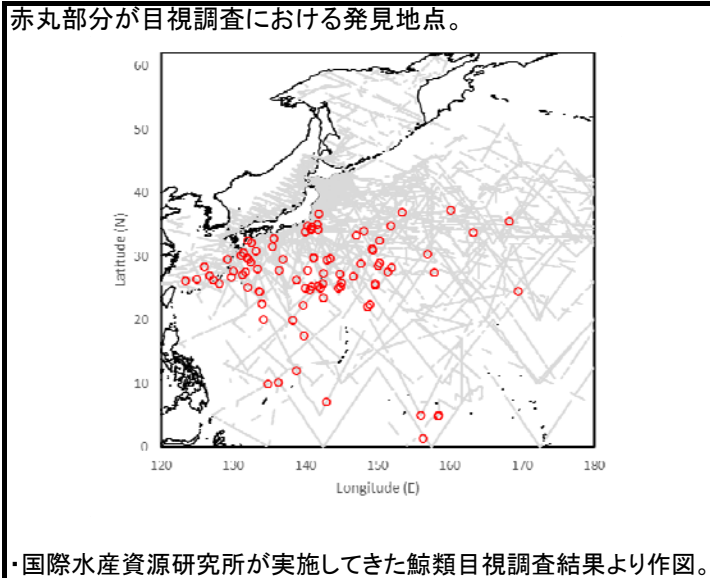 赤丸部分が目視調査における発見地点。
60
50
40
30
20
10
0
Latitude (N)
120 130 140 150 160 170 180
Longitude (E)
・国際水産資源研究所が実施してきた鯨類目視調査結果より作図。